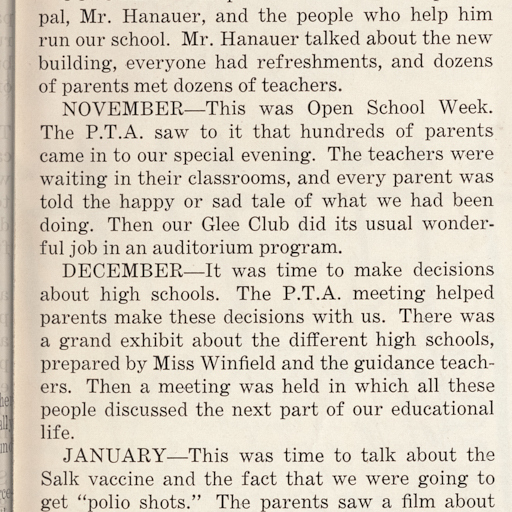 pal, Mr. Hanauer, and the people who help him
run our school. Mr. Hanauer talked about the new
building, everyone had refreshments, and dozens
of parents met dozens of teachers.
NOVEMBER—This was Open School Week.
The P.T.A. saw to it that hundreds of parents
came in to our special evening. The teachers were
waiting in their classrooms, and every parent was
told the happy or sad tale of what we had been
doing. Then our Glee Club did its usual wonder-
ful job in an auditorium program.
DECEMBER—It was time to make decisions
about high schools. The P.T.A. meeting helped
parents make these decisions with us. There was
a grand exhibit about the different high schools,
prepared by Miss Winfield and the guidance teach-
ers. Then a meeting was held in which all these
people discussed the next part of our educational
life.
JANUARY—This was time to talk about the
Salk vaccine and the fact that we were going to
get “polio shots.” The parents saw a film about